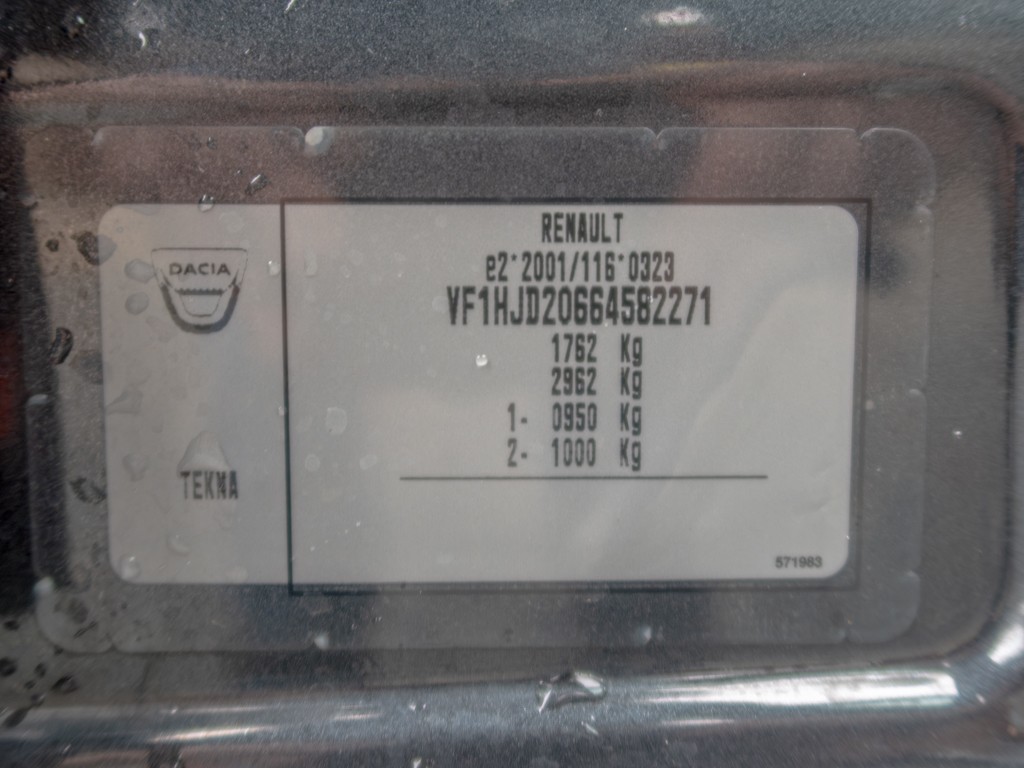 DACIA
TEKNA
RENAULT
e2*2001/116*0323
VF1HJD20664582271
1762 Kg
2962 Kg
1- 0950 Kg
2- 1000 Kg
571983